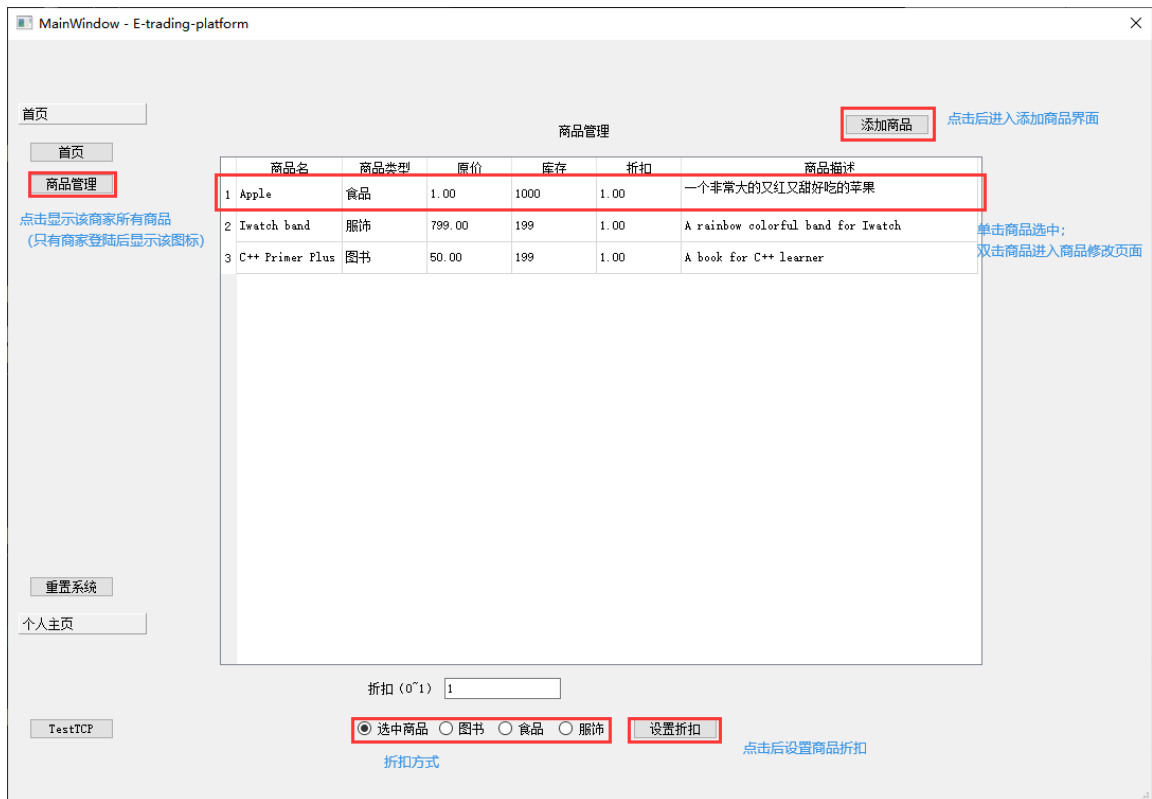 MainWindow - E-trading-platform
首页
添加商品
点击后进入添加商品界面
商品管理
首页
商品管理
点击显示该商家所有商品
(只有商家登陆后显示该图标)
商品名 商品类型 原价 库存 折扣 商品描述
1 Apple 食品 1.00 1000 1.00 一个非常大的又红又甜好吃的苹果
2 Iwatch band 服饰 799.00 199 1.00 A rainbow colorful band for Iwatch
3 C++ Primer Plus 图书 50.00 199 1.00 A book for C++ learner
单击商品选中;
双击商品进入商品修改页面
重置系统
个人主页
折扣(0~1) 1
TestTCP
选中商品 图书 食品 服饰 设置折扣
折扣方式
点击后设置商品折扣